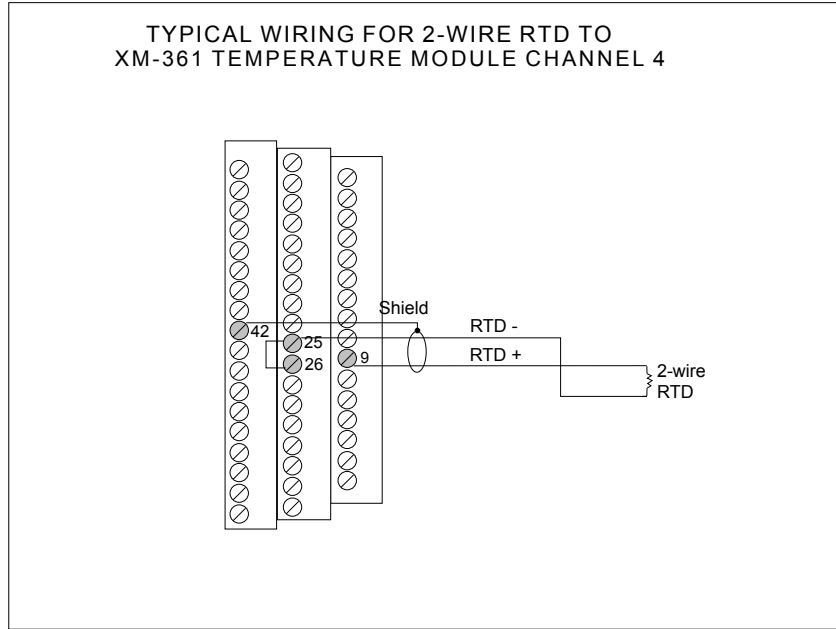 TYPICAL WIRING FOR 2-WIRE RTD TO
XM-361 TEMPERATURE MODULE CHANNEL 4
Shield
42
RTD -
25
RTD +
9
26
2-wire
RTD